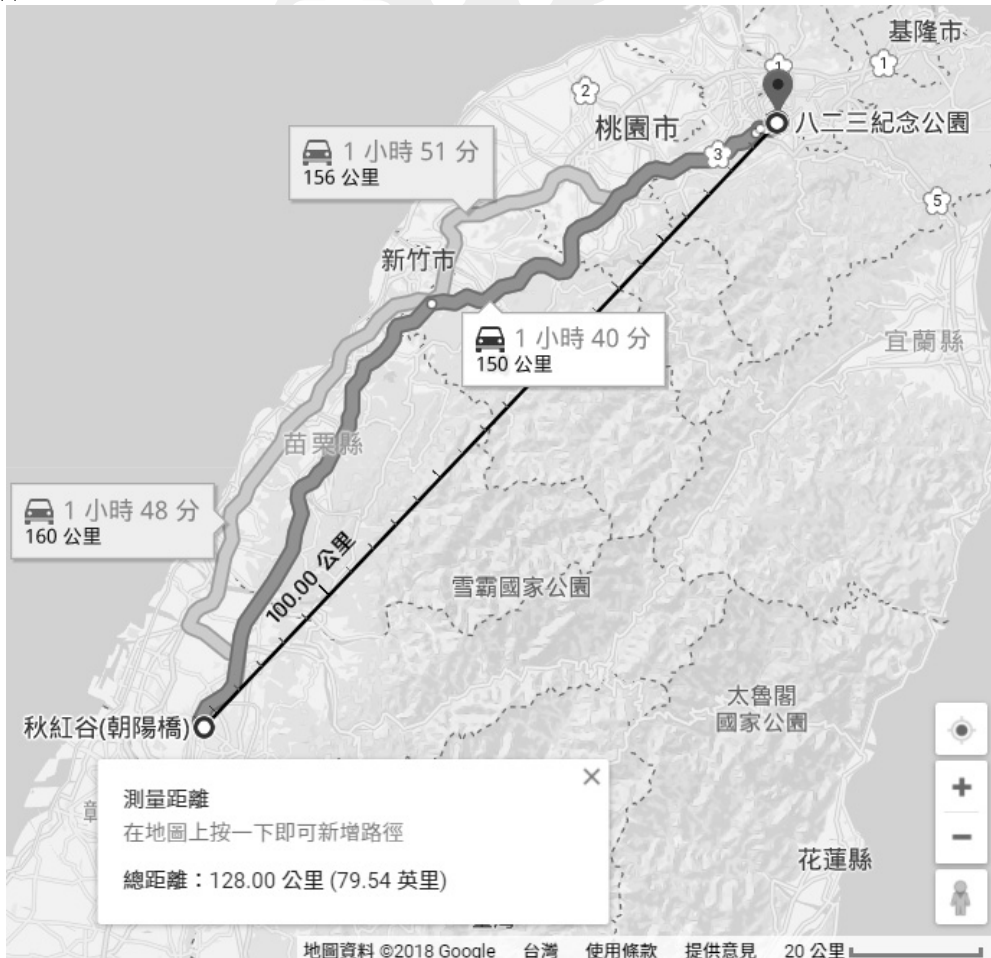 基隆市
1
1
2
八二三紀念公園
桃園市
3
1 小時 51 分
156 公里
5
新竹市
1 小時 40 分
150 公里
宜蘭縣
苗栗縣
1 小時 48 分
160 公里
100.00 公里
雪霸國家公園
太魯閣
國家公園
秋紅谷(朝陽橋)
測量距離
在地圖上按一下即可新增路徑
總距離：128.00 公里 (79.54 英里)
花蓮縣
地圖資料 ©2018 Google 台灣 使用條款 提供意見 20 公里